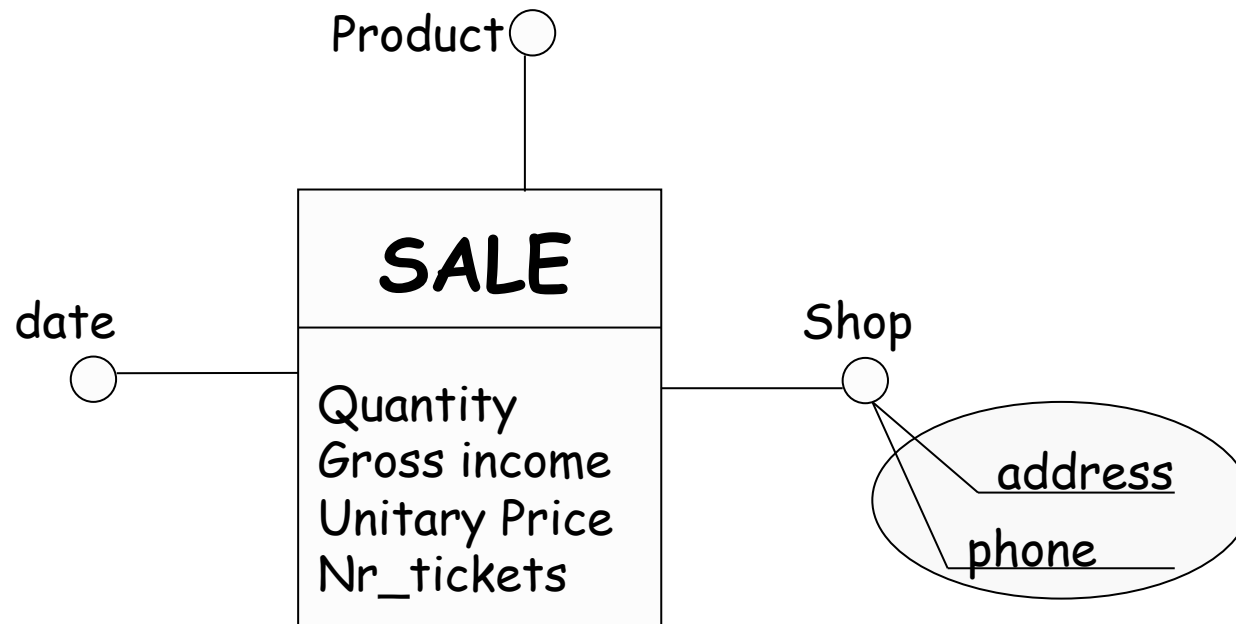 Product
SALE
date
Shop
Quantity
Gross income
Unitary Price
Nr_tickets
address
phone